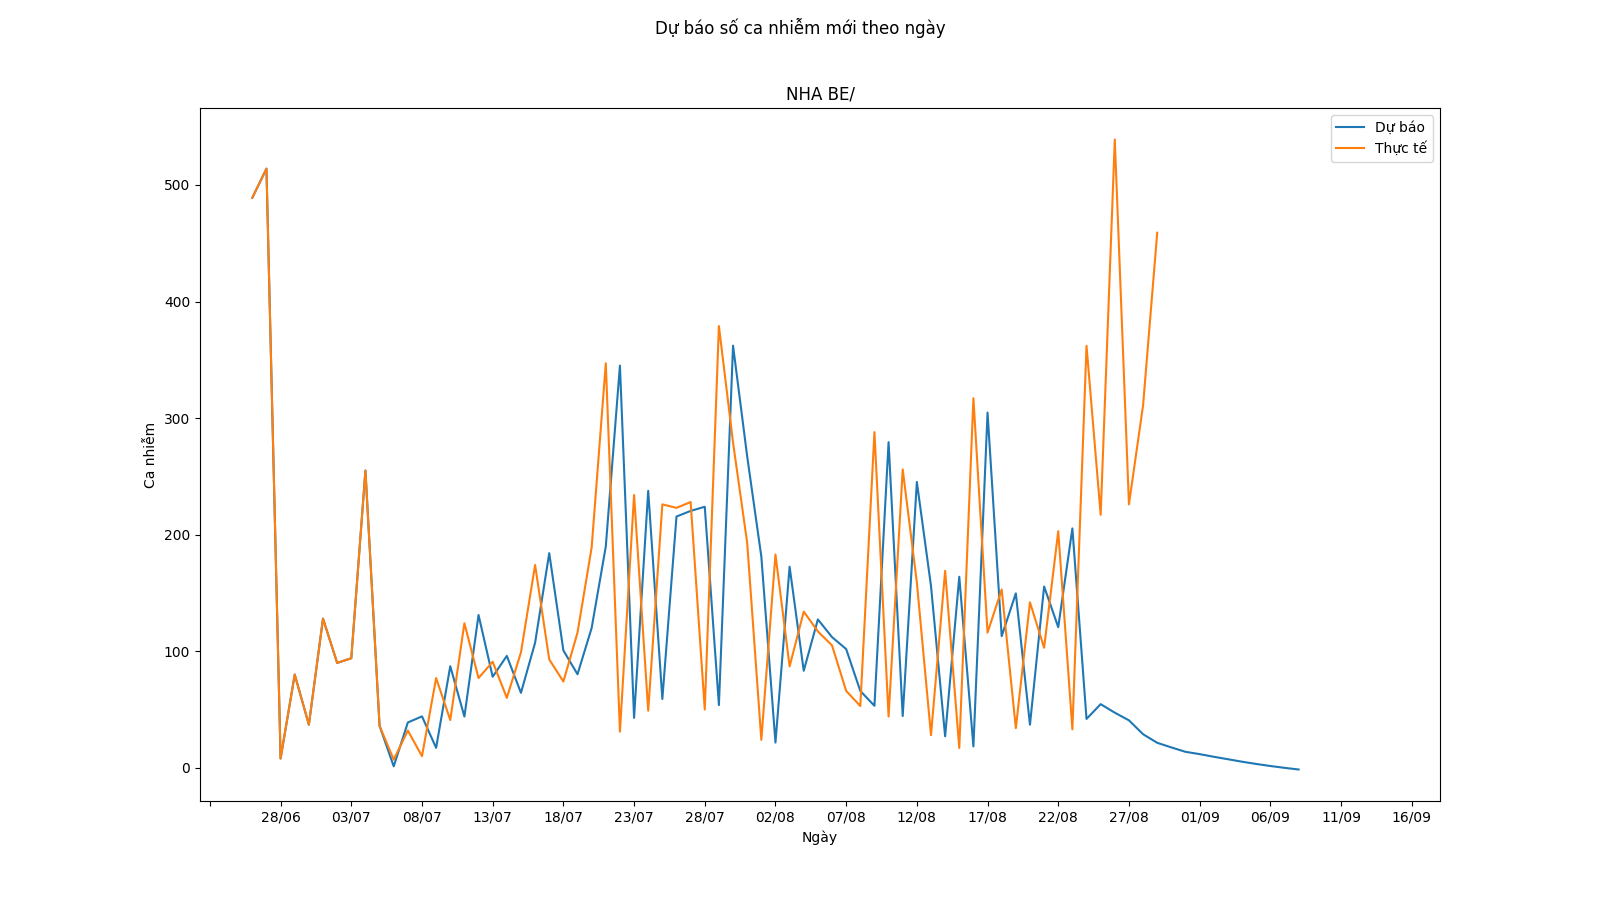 Dự báo số ca nhiễm mới theo ngày
NHA BE/
Dự báo
Thực tế
500
400
300
200
100
0
Ca nhiễm
28/06 03/07 08/07 13/07 18/07 23/07 28/07 02/08 07/08 12/08 17/08 22/08 27/08 01/09 06/09 11/09 16/09
Ngày